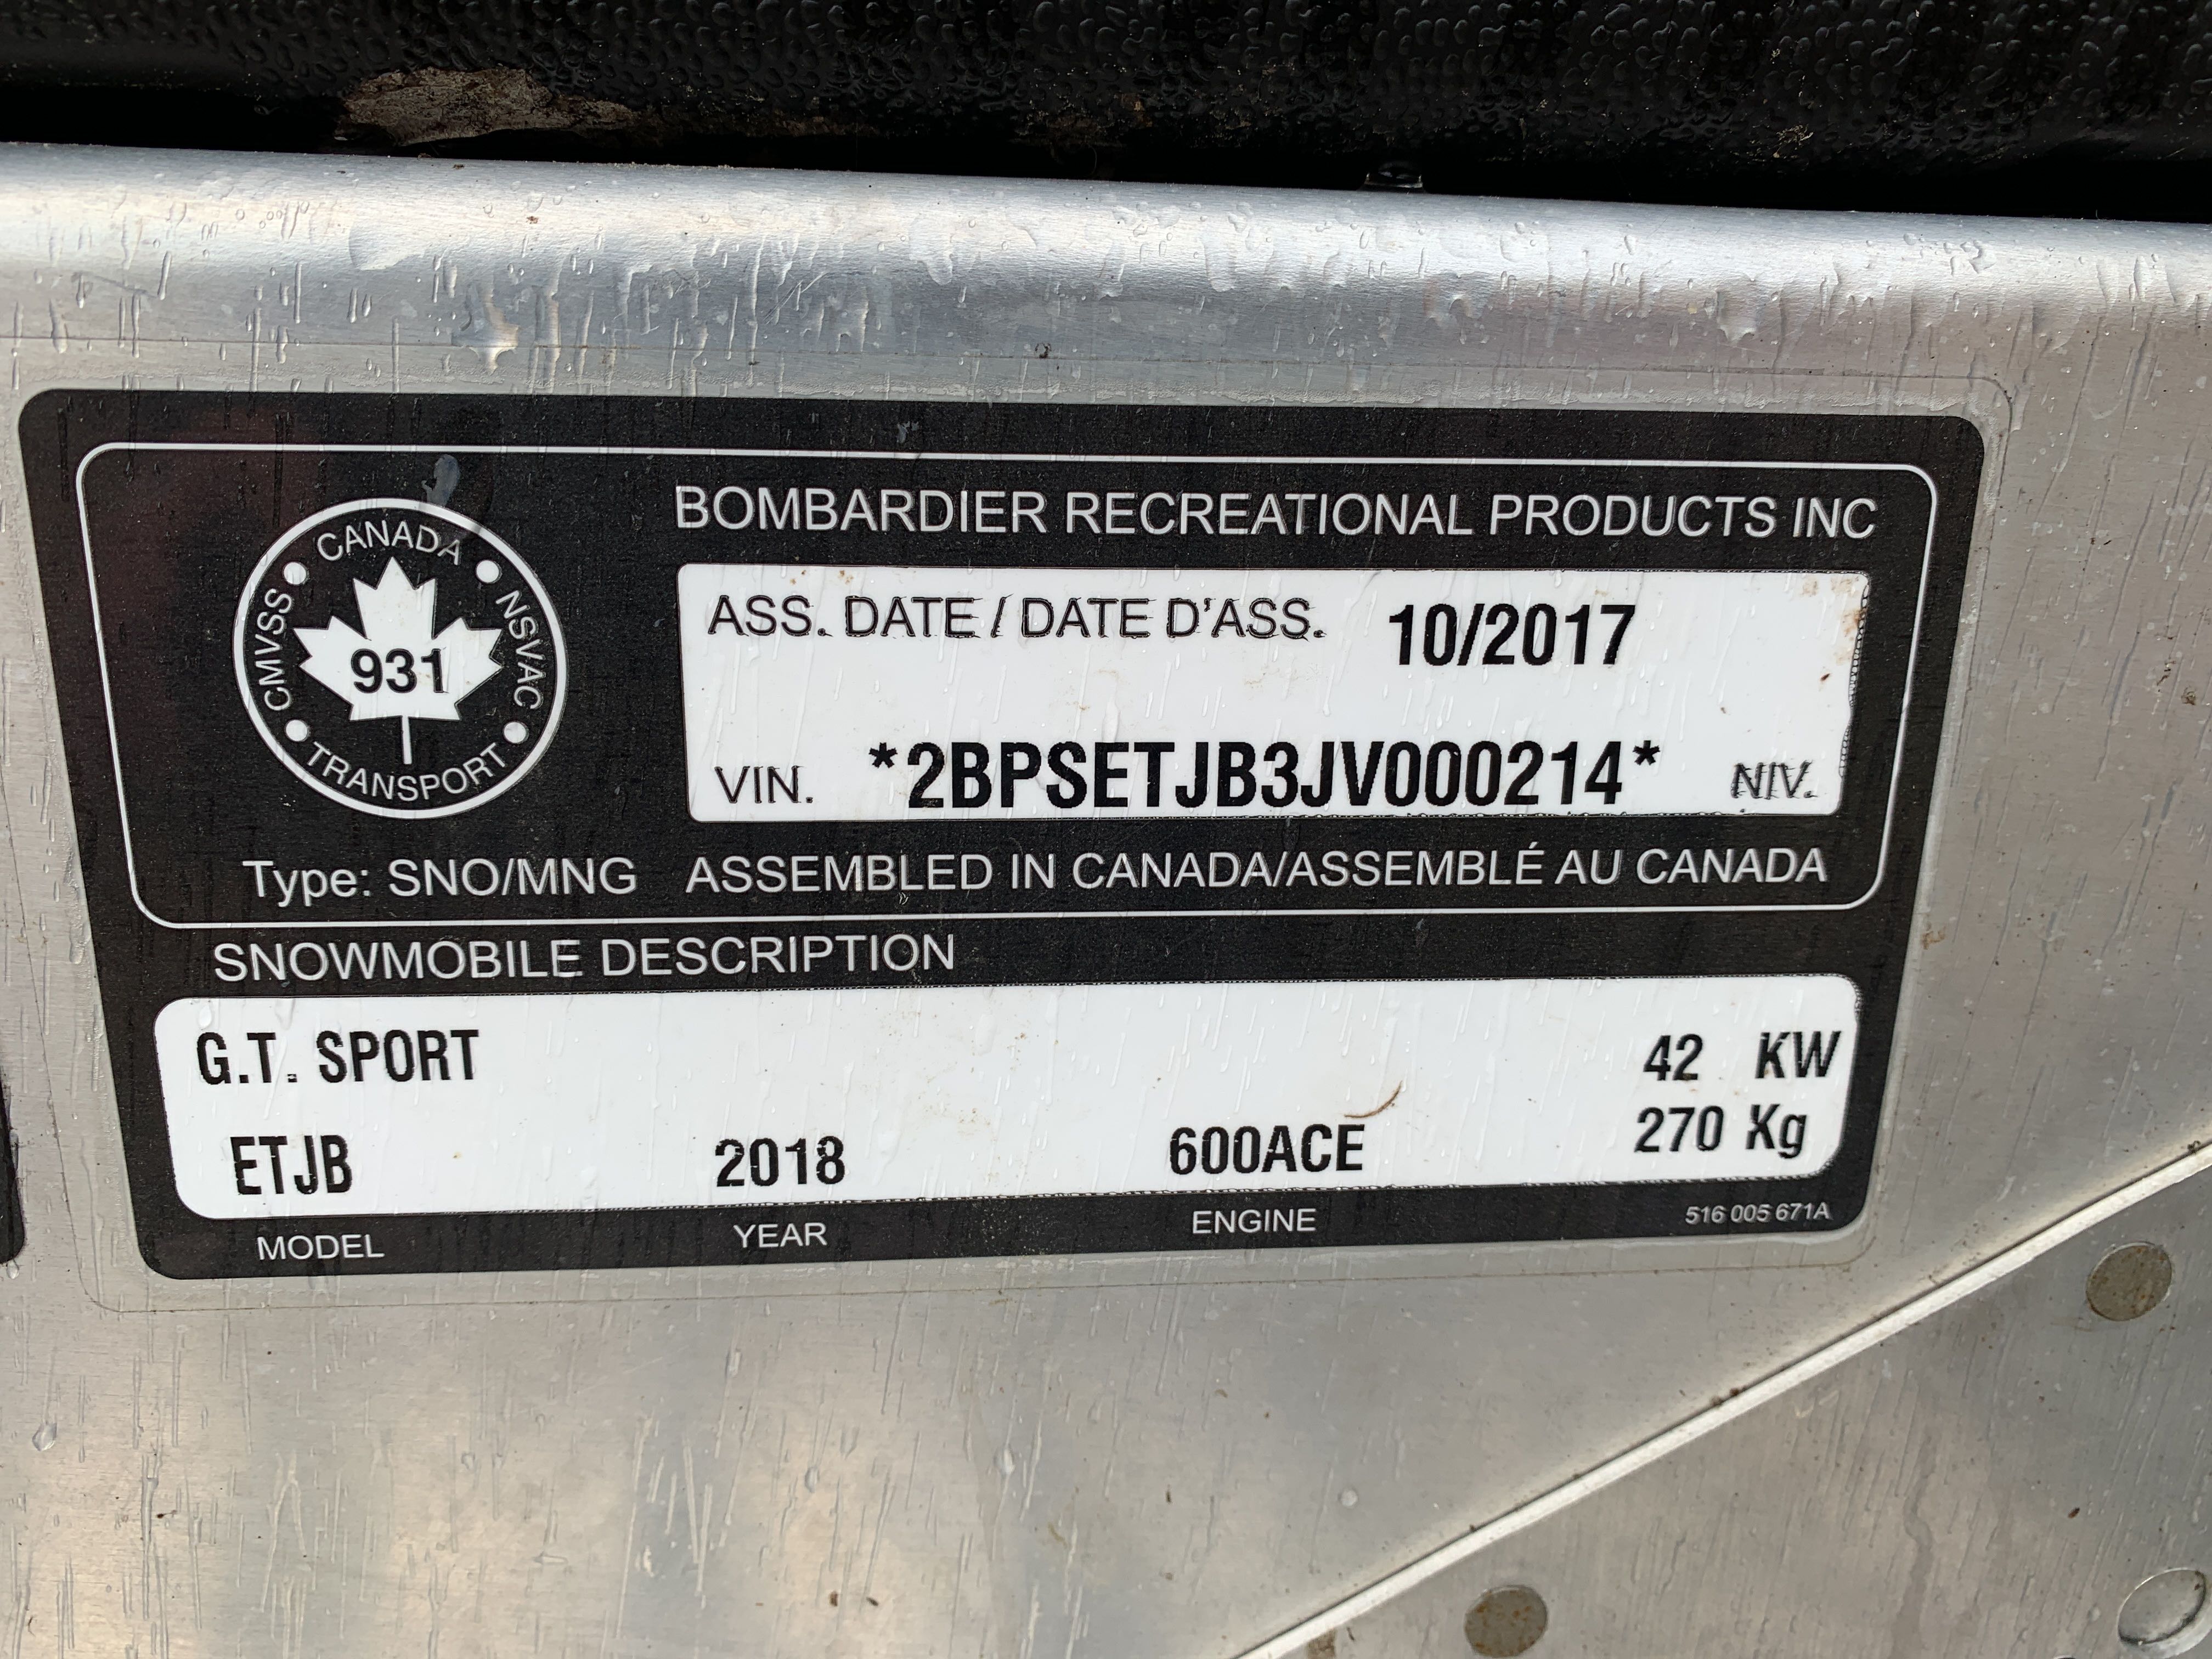 CANADA
CMVSS
931
NSVAC
TRANSPORT
BOMBARDIER RECREATIONAL PRODUCTS INC
ASS. DATE / DATE D'ASS. 10/2017
VIN. *2BPSETJB3JV000214* NIV.
Type: SNO/MNG ASSEMBLED IN CANADA/ASSEMBLÉ AU CANADA
SNOWMOBILE DESCRIPTION
G.T. SPORT 42 KW
ETJB 2018 600ACE 270 Kg
MODEL YEAR ENGINE 516 005 671A